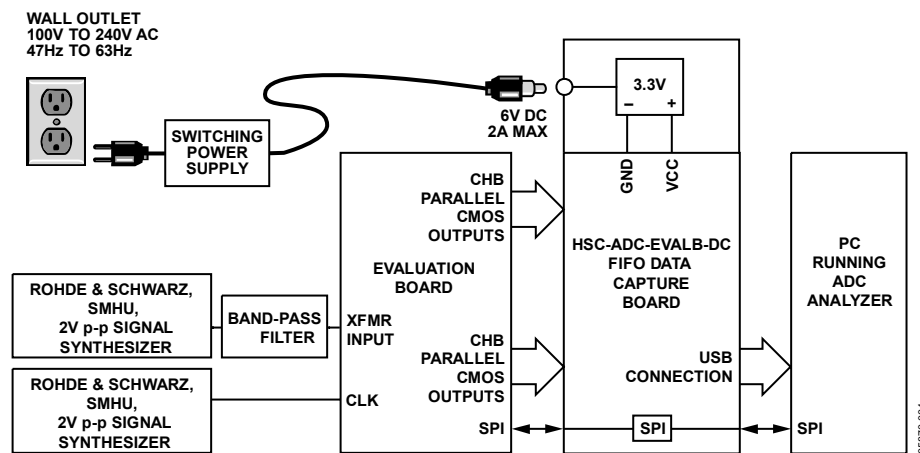 WALL OUTLET
100V TO 240V AC
47Hz TO 63Hz
SWITCHING
POWER
SUPPLY
6V DC
2A MAX
3.3V
– +
GND
VCC
CHB
PARALLEL
CMOS
OUTPUTS
EVALUATION
BOARD
HSC-ADC-EVALB-DC
FIFO DATA
CAPTURE
BOARD
PC
RUNNING
ADC
ANALYZER
ROHDE & SCHWARZ,
SMHU,
2V p-p SIGNAL
SYNTHESIZER
BAND-PASS
FILTER
XFMR
INPUT
CHB
PARALLEL
CMOS
OUTPUTS
USB
CONNECTION
ROHDE & SCHWARZ,
SMHU,
2V p-p SIGNAL
SYNTHESIZER
CLK
SPI
SPI
SPI